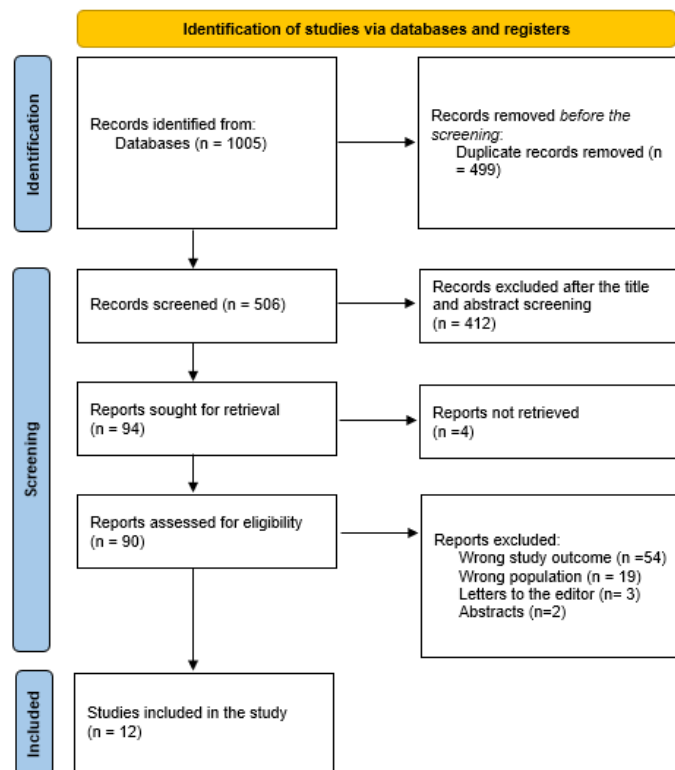 Identification of studies via databases and registers
Identification
Records identified from:
Databases (n = 1005)
Records removed before the
screening:
Duplicate records removed (n
= 499)
Screening
Records screened (n = 506)
Records excluded after the title
and abstract screening
(n = 412)
Reports sought for retrieval
(n = 94)
Reports not retrieved
(n =4)
Reports assessed for eligibility
(n = 90)
Reports excluded:
Wrong study outcome (n =54)
Wrong population (n = 19)
Letters to the editor (n= 3)
Abstracts (n=2)
Included
Studies included in the study
(n = 12)